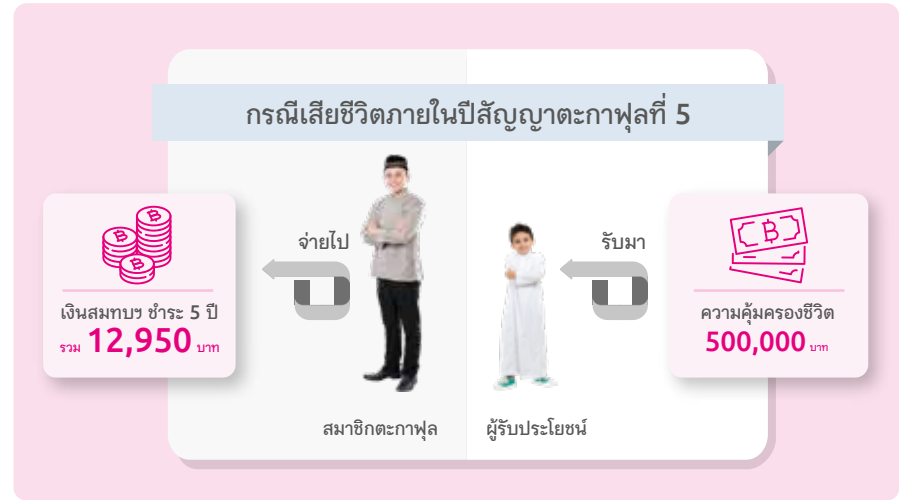 กรณีเสียชีวิตภายในปีสัญญาตะกาฟุลที่ 5
จ่ายไป
เงินสมทบฯ ชำระ 5 ปี
รวม 12,950 บาท
สมาชิกตะกาฟุล
รับมา
ความคุ้มครองชีวิต
500,000 บาท
ผู้รับประโยชน์